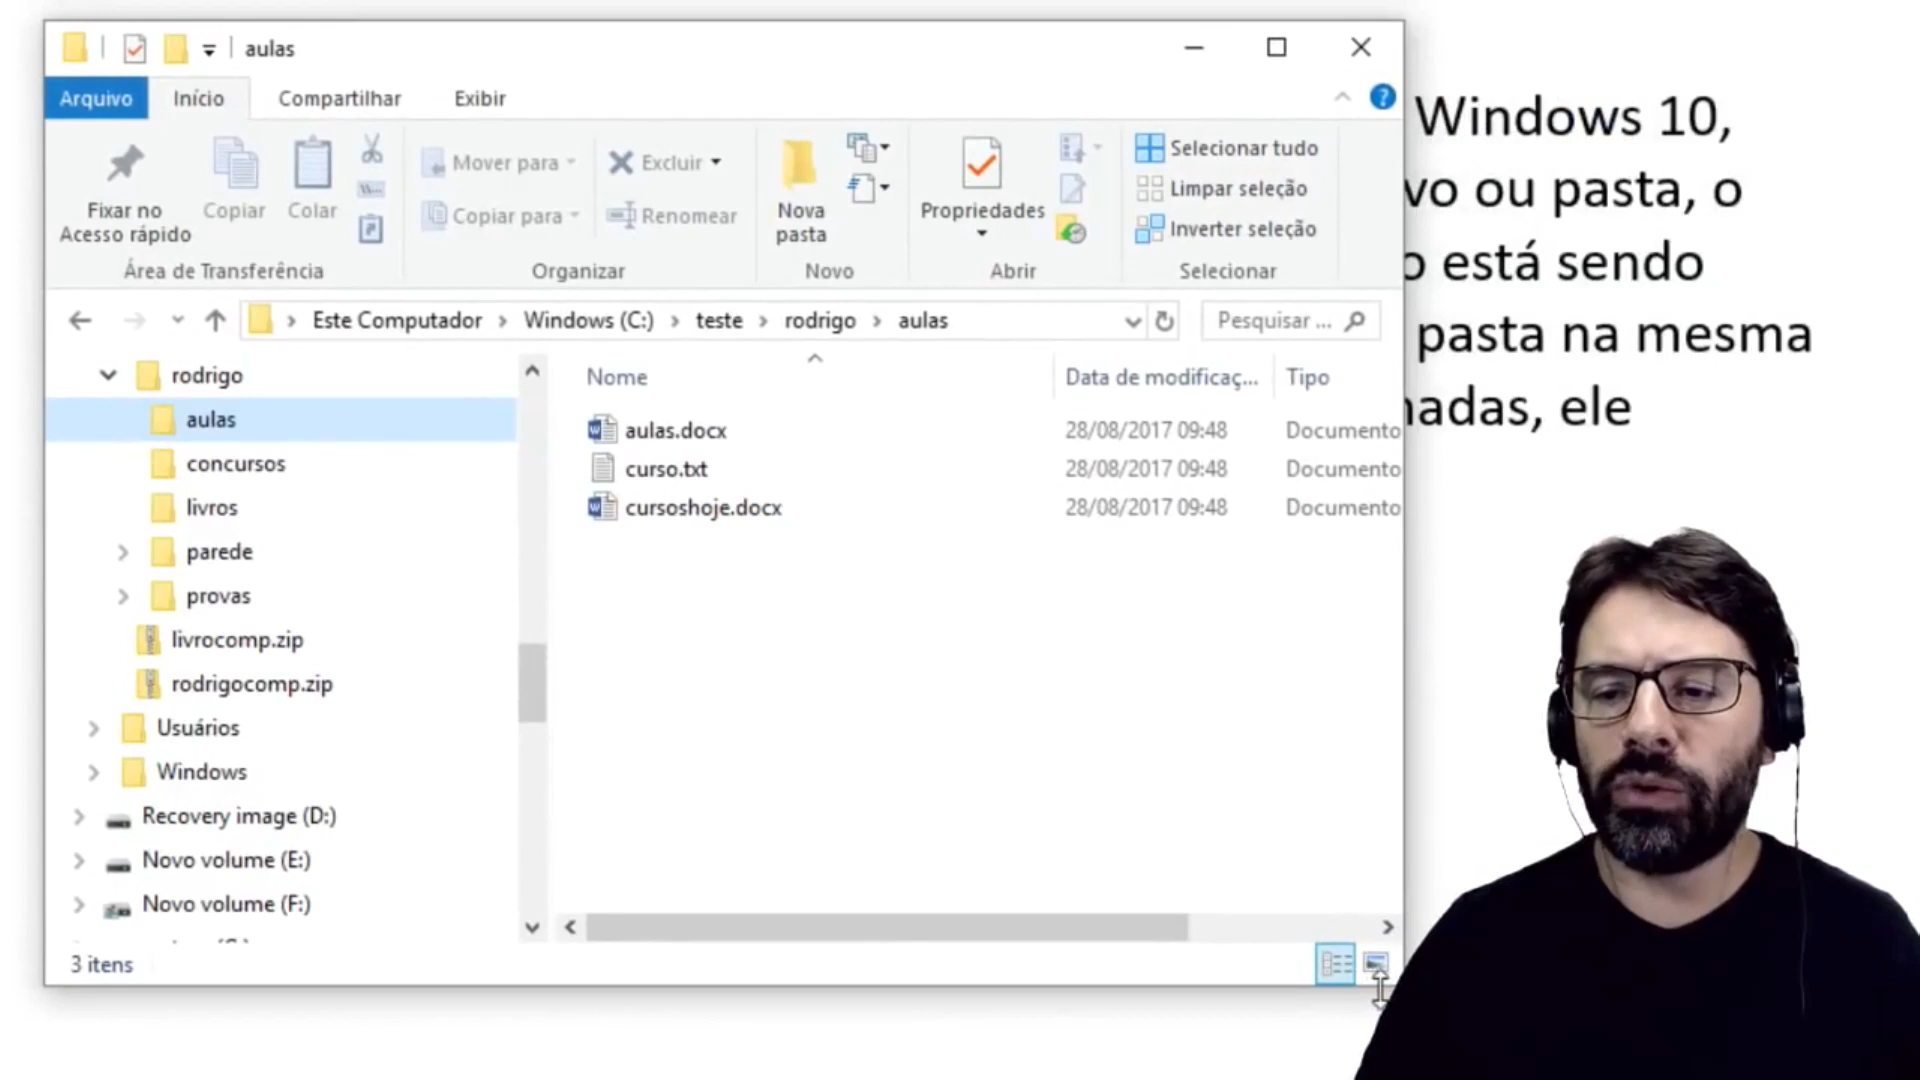 aulas
Arquivo Início Compartilhar Exibir
Fixar no
Acesso rápido
Copiar
Colar
Mover para
Copiar para
Excluir
Renomear
Nova
pasta
Propriedades
Selecionar tudo
Limpar seleção
Inverter seleção
Área de Transferência Organizar Novo Abrir Selecionar
Este Computador > Windows (C:) > teste > rodrigo > aulas
Pesquisar ...
Nome Data de modificaç... Tipo
aulas.docx 28/08/2017 09:48 Documento
curso.txt 28/08/2017 09:48 Documento
cursoshoje.docx 28/08/2017 09:48 Documento
rodrigo
aulas
concursos
livros
parede
provas
livrocomp.zip
rodrigocomp.zip
Usuários
Windows
Recovery image (D:)
Novo volume (E:)
Novo volume (F:)
3 itens
Windows 10,
vo ou pasta, o
o está sendo
pasta na mesma
nadas, ele